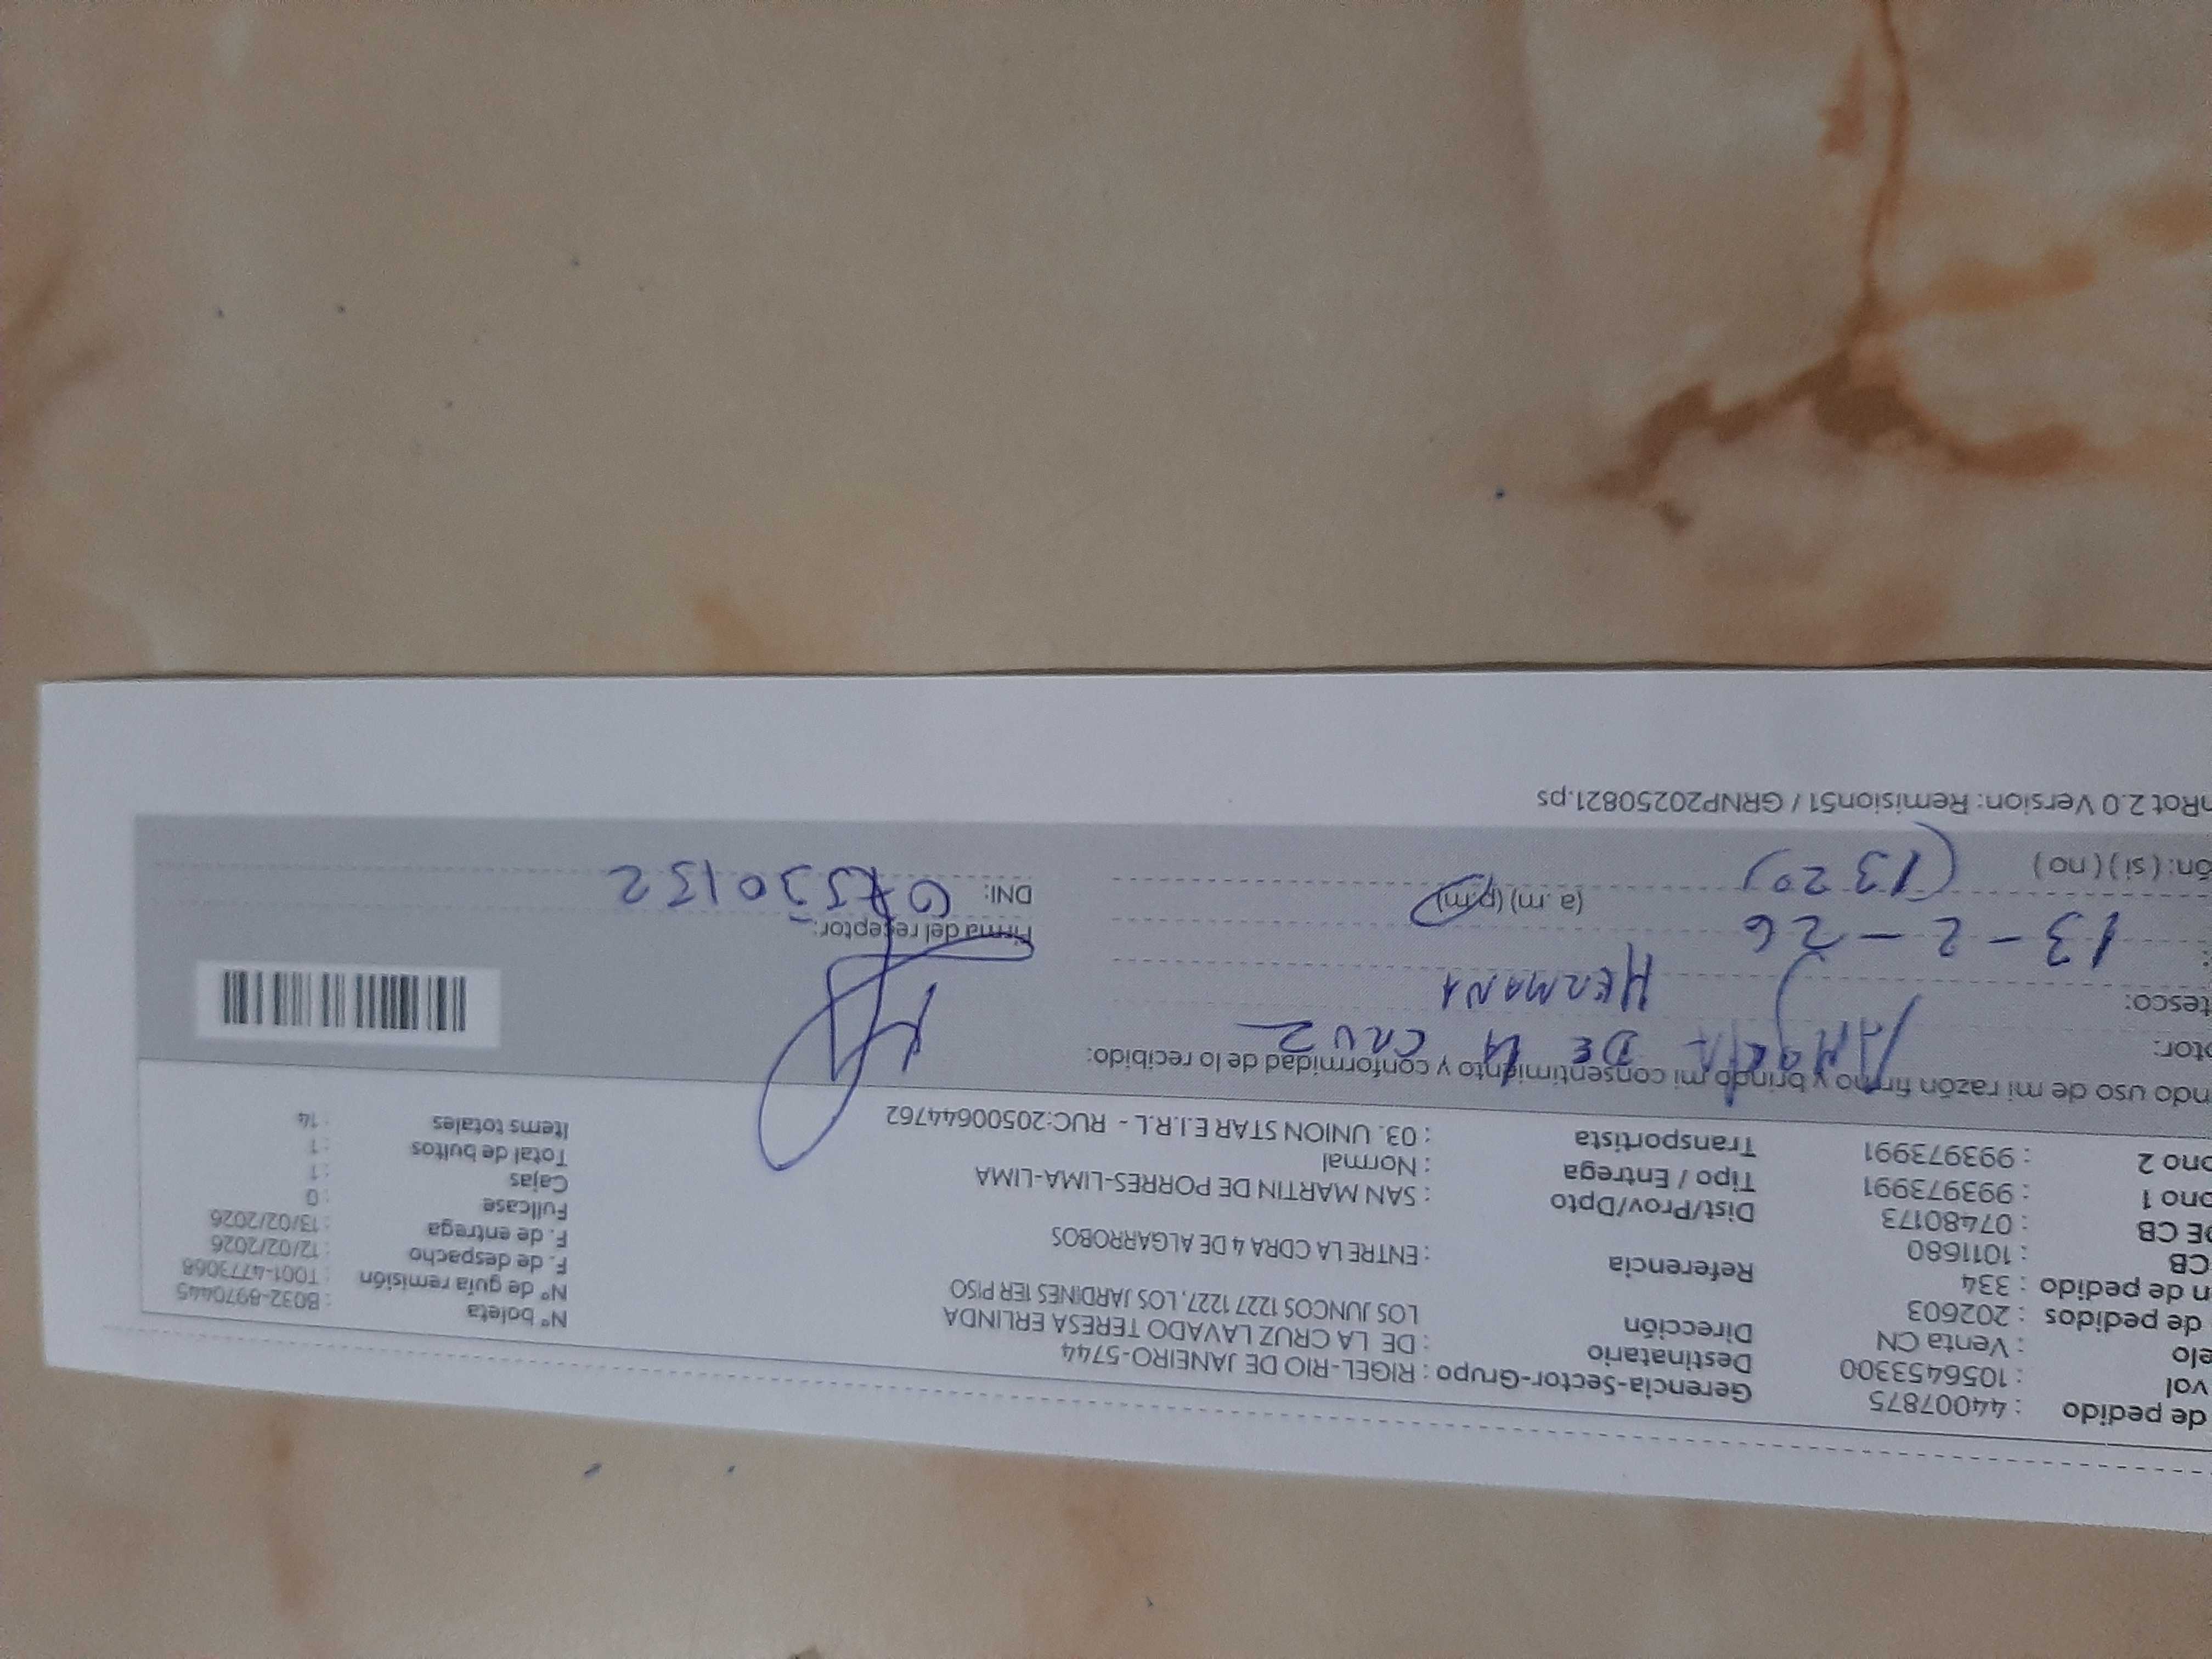 de pedido : 44007875
vol : 1056453300
elo : Venta CN
de pedidos : 202603
n de pedido : 334
CB : 1011680
DE CB : 07480173
ono 1 : 993973991
ono 2 : 993973991
Gerencia-Sector-Grupo : RIGEL-RIO DE JANEIRO-5744
Destinatario : DE LA CRUZ LAVADO TERESA ERLINDA
Dirección LOS JUNCOS 1227 1227, LOS JARDINES 1ER PISO
Referencia : ENTRE LA CDRA 4 DE ALGARROBOS
Dist/Prov/Dpto : SAN MARTIN DE PORRES-LIMA-LIMA
Tipo / Entrega : Normal
Transportista : 03. UNION STAR E.I.R.L - RUC:20500644762
N° boleta : B032-8970445
N° de guía remisión : T001-4773068
F. de despacho : 12/02/2026
F. de entrega : 13/02/2026
Fullcase : 0
Cajas : 1
Total de bultos : 1
Items totales : 14
ndo uso de mi razón firmo y brindo mi consentimiento y conformidad de lo recibido:
ptor: DE LA CRUZ
tesco: HERMANA
: 13-2-26 (a. m) (p.m)
ón: ( si ) ( no ) (13 20)
Firma del receptor:
DNI:
nRot 2.0 Version: Remision51 / GRNP20250821.ps